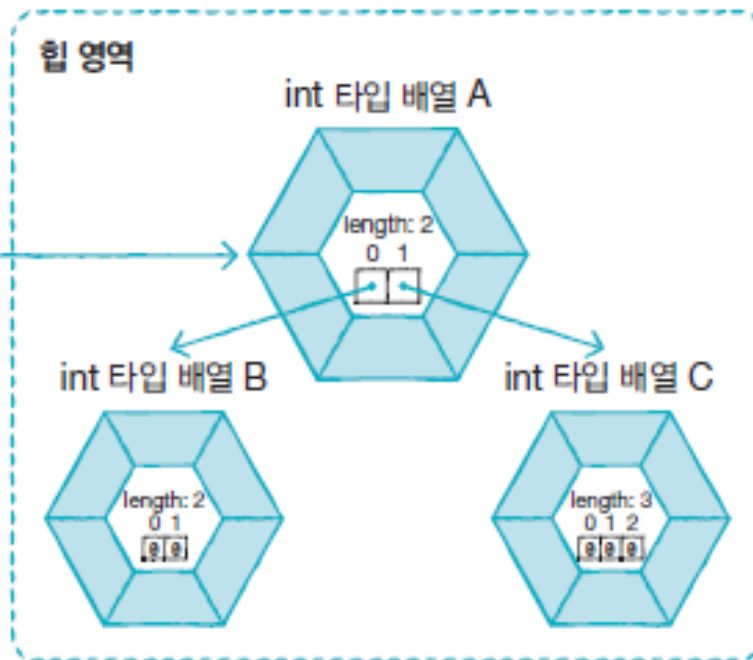 힙 영역
int 타입 배열 A
length: 2
0 1
int 타입 배열 B
int 타입 배열 C
length: 2
0 1
0 0
length: 3
0 1 2
0 0 0